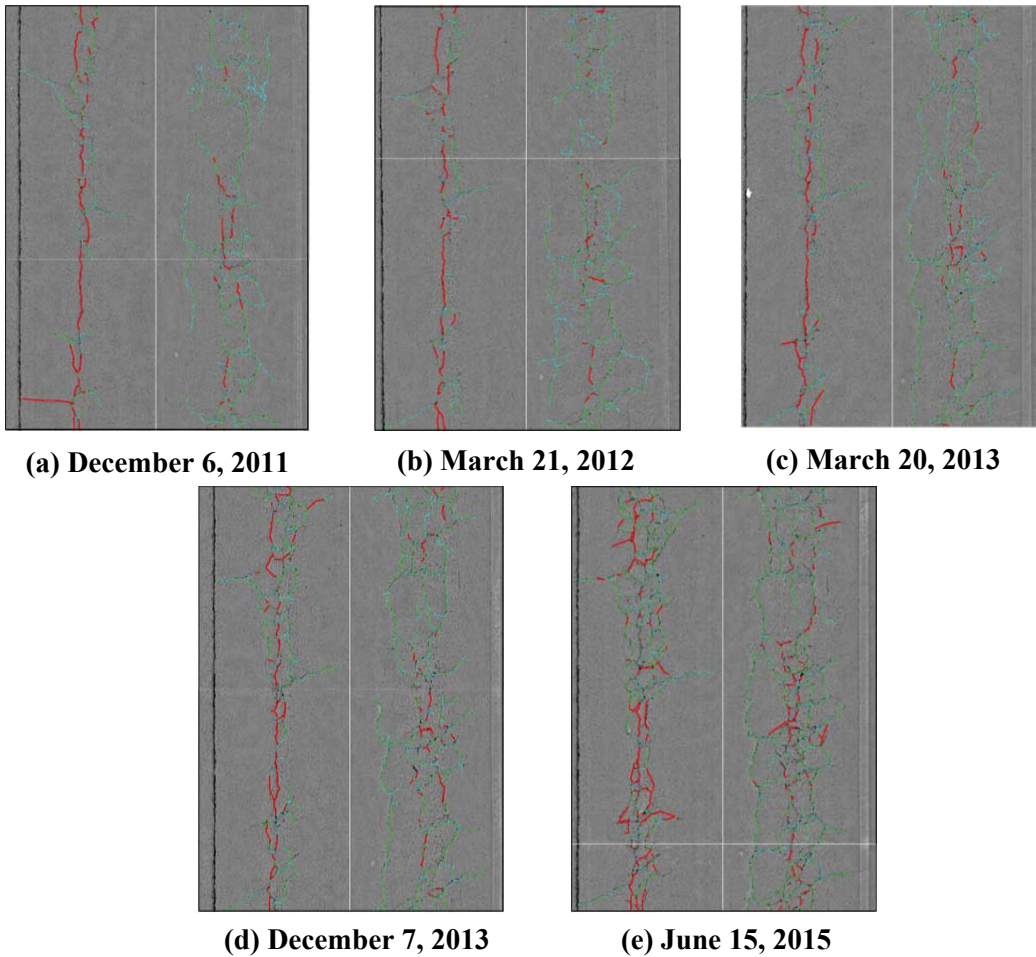 (a) December 6, 2011
(b) March 21, 2012
(c) March 20, 2013
(d) December 7, 2013
(e) June 15, 2015